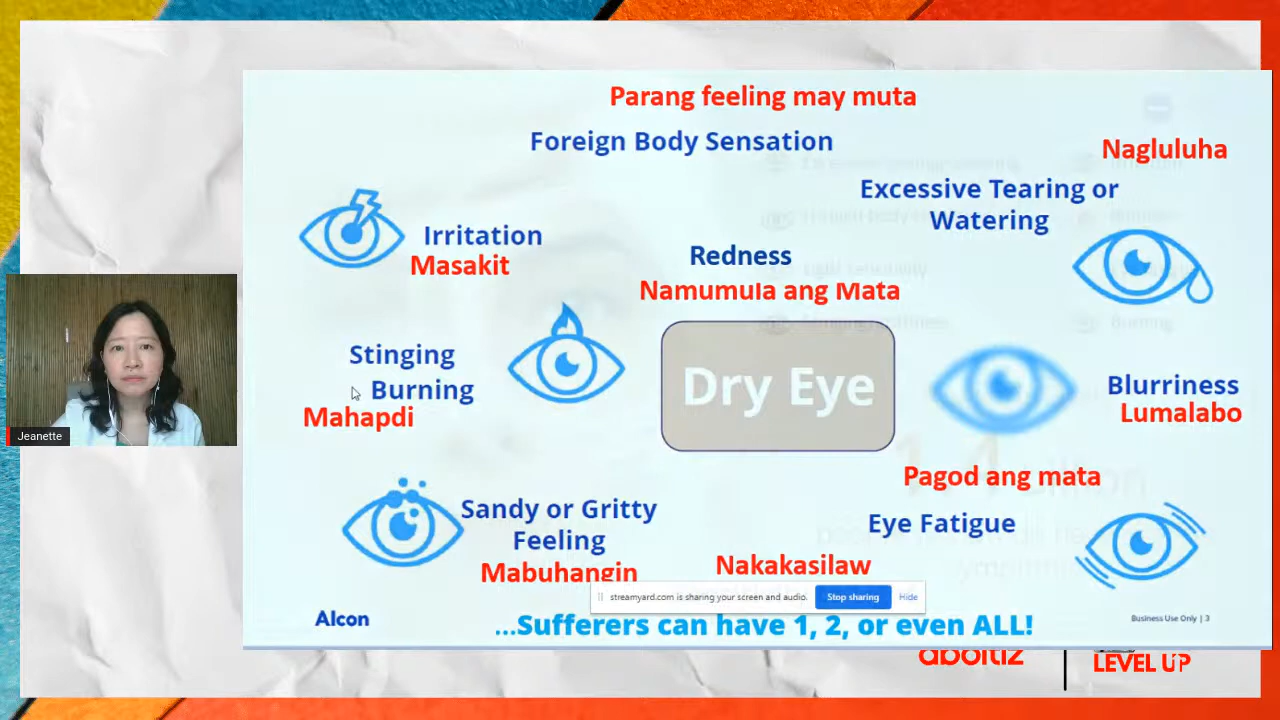 Parang feeling may muta
Foreign Body Sensation
Nagluluha
Excessive Tearing or
Watering
Irritation
Masakit
Redness
Namumula ang Mata
Stinging
Burning
Mahapdi
Dry Eye
Blurriness
Lumalabo
Jeanette
Pagod ang mata
Eye Fatigue
Sandy or Gritty
Feeling
Mabuhangin
Nakakasilaw
streamyard.com is sharing your screen and audio.
Stop sharing
Hide
Alcon
...Sufferers can have 1, 2, or even ALL!
Business Use Only | 3
aboitiz
LEVEL UP